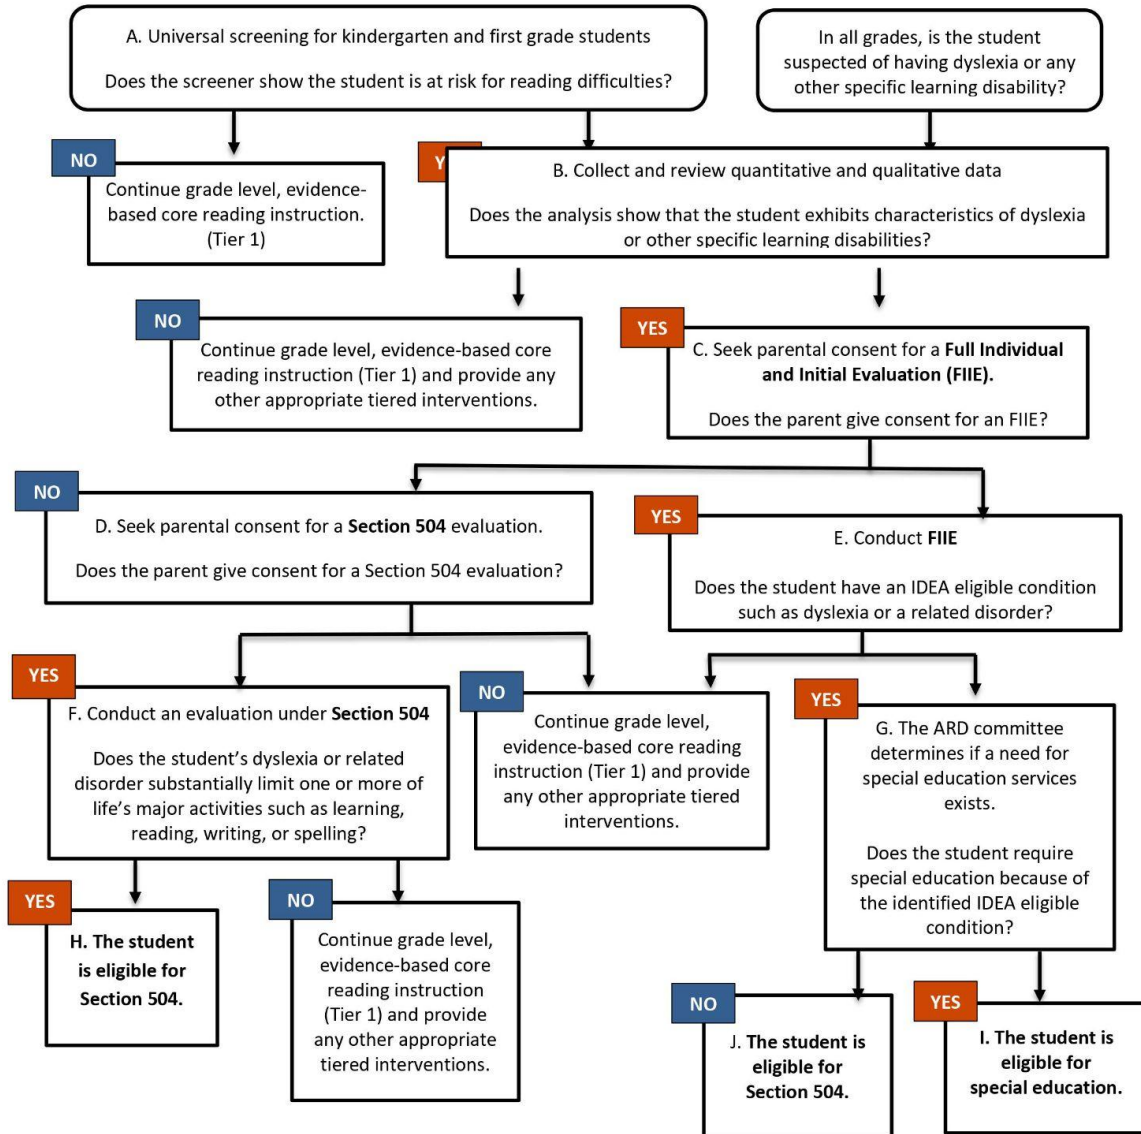 A. Universal screening for kindergarten and first grade students
Does the screener show the student is at risk for reading difficulties?
In all grades, is the student
suspected of having dyslexia or any
other specific learning disability?
NO
Continue grade level, evidence-
based core reading instruction.
(Tier 1)
B. Collect and review quantitative and qualitative data
Does the analysis show that the student exhibits characteristics of dyslexia
or other specific learning disabilities?
NO
Continue grade level, evidence-based core
reading instruction (Tier 1) and provide any
other appropriate tiered interventions.
YES
C. Seek parental consent for a Full Individual
and Initial Evaluation (FIIE).
Does the parent give consent for an FIIE?
NO
D. Seek parental consent for a Section 504 evaluation.
Does the parent give consent for a Section 504 evaluation?
YES
E. Conduct FIIE
Does the student have an IDEA eligible condition
such as dyslexia or a related disorder?
YES
F. Conduct an evaluation under Section 504
Does the student’s dyslexia or related
disorder substantially limit one or more of
life’s major activities such as learning,
reading, writing, or spelling?
NO
Continue grade level,
evidence-based core reading
instruction (Tier 1) and provide
any other appropriate tiered
interventions.
YES
G. The ARD committee
determines if a need for
special education services
exists.
Does the student require
special education because of
the identified IDEA eligible
condition?
YES
H. The student
is eligible for
Section 504.
NO
Continue grade level,
evidence-based core
reading instruction
(Tier 1) and provide
any other appropriate
tiered interventions.
NO
J. The student is
eligible for
Section 504.
YES
I. The student is
eligible for
special education.